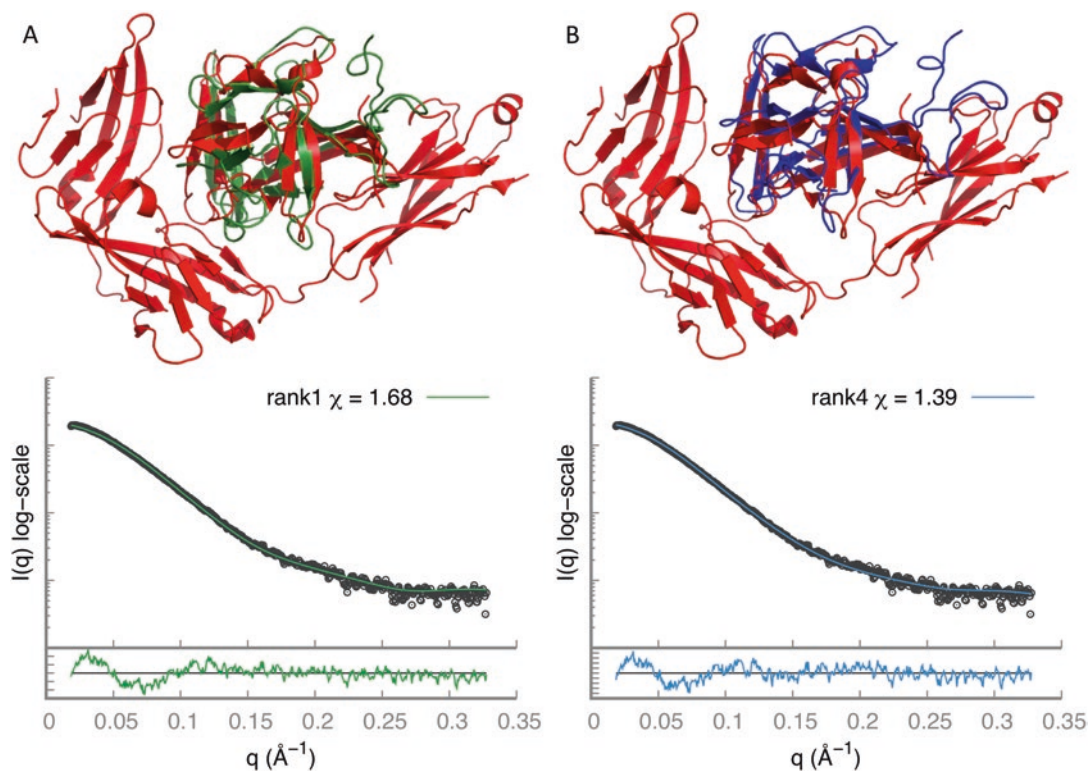 A
B
rank1 χ = 1.68
I(q) log−scale
0
0.05
0.1
0.15
0.2
0.25
0.3
0.35
q (Å⁻¹)
rank4 χ = 1.39
I(q) log−scale
0
0.05
0.1
0.15
0.2
0.25
0.3
0.35
q (Å⁻¹)